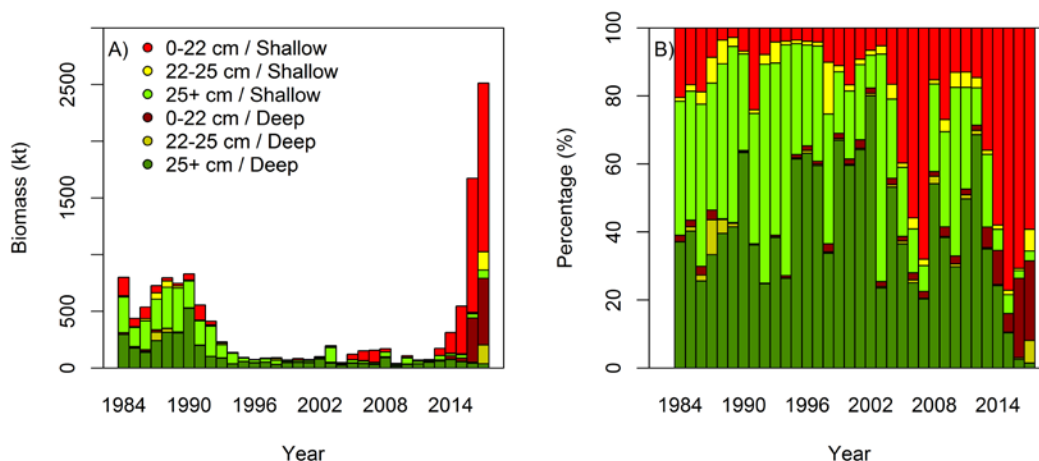 A)
0-22 cm / Shallow
22-25 cm / Shallow
25+ cm / Shallow
0-22 cm / Deep
22-25 cm / Deep
25+ cm / Deep
Biomass (kt)
0 500 1500 2500
1984 1990 1996 2002 2008 2014
Year
B)
Percentage (%)
0 20 40 60 80 100
1984 1990 1996 2002 2008 2014
Year